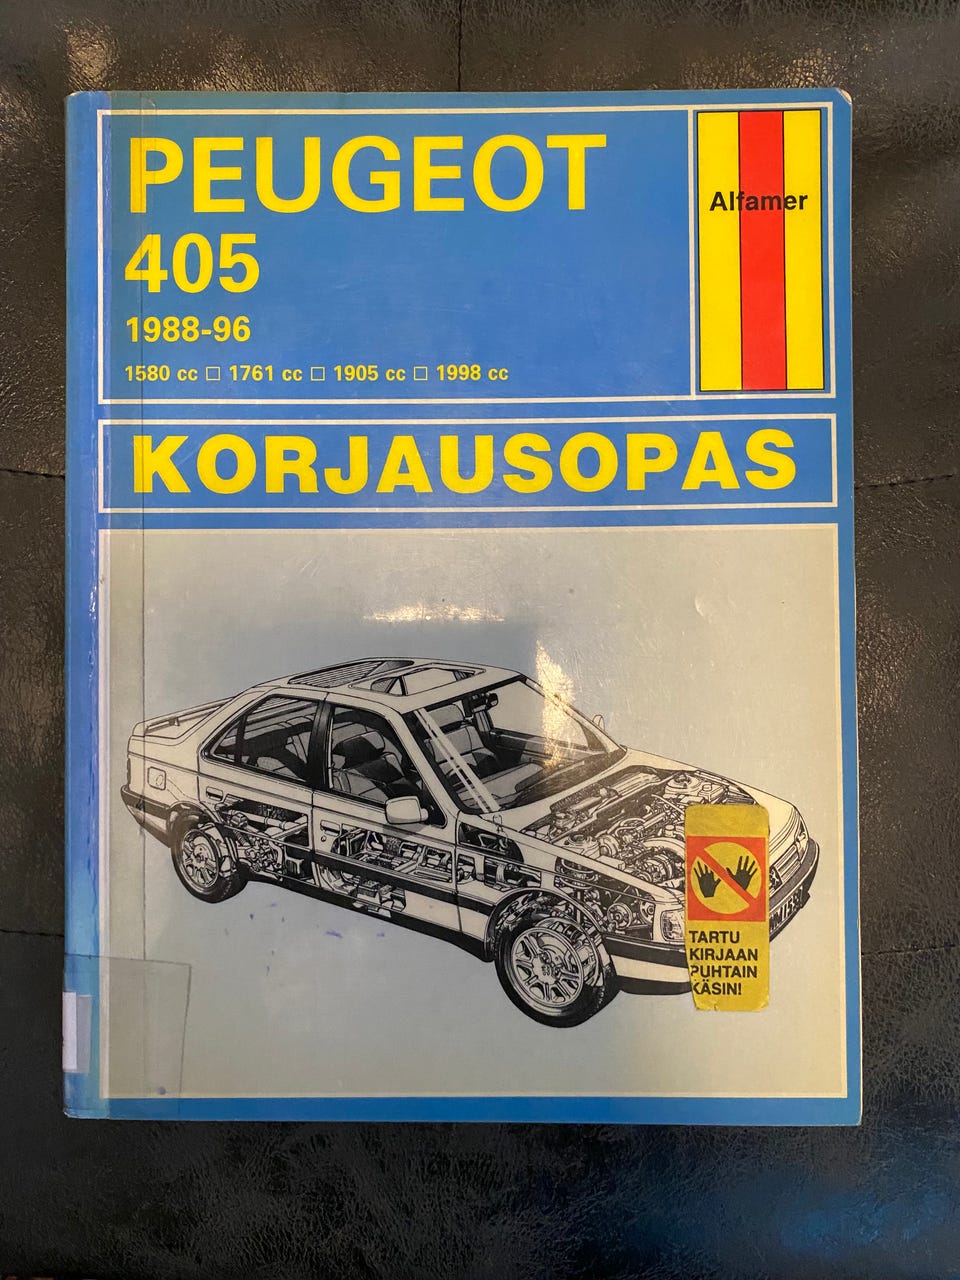 PEUGEOT
405
1988-96
1580 cc □ 1761 cc □ 1905 cc □ 1998 cc
Alfamer
KORJAUSOPAS
TARTU
KIRJAAN
PUHTAIN
KÄSIN!